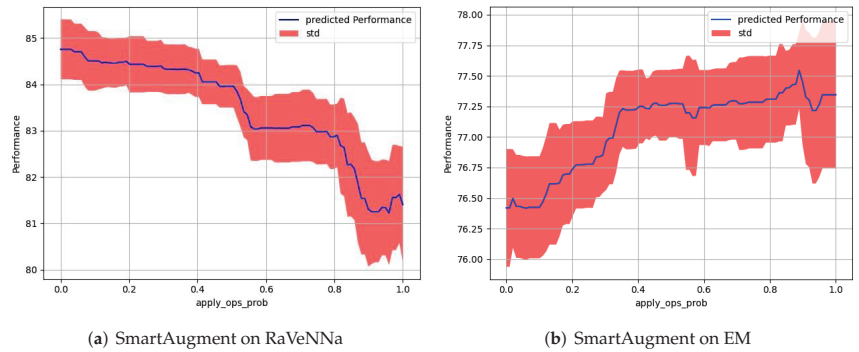 predicted Performance
std
85
84
83
82
81
80
Performance
0.0 0.2 0.4 0.6 0.8 1.0
apply_ops_prob
(a) SmartAugment on RaVeNNa
78.00
77.75
77.50
77.25
77.00
76.75
76.50
76.25
76.00
predicted Performance
std
Performance
0.0 0.2 0.4 0.6 0.8 1.0
apply_ops_prob
(b) SmartAugment on EM